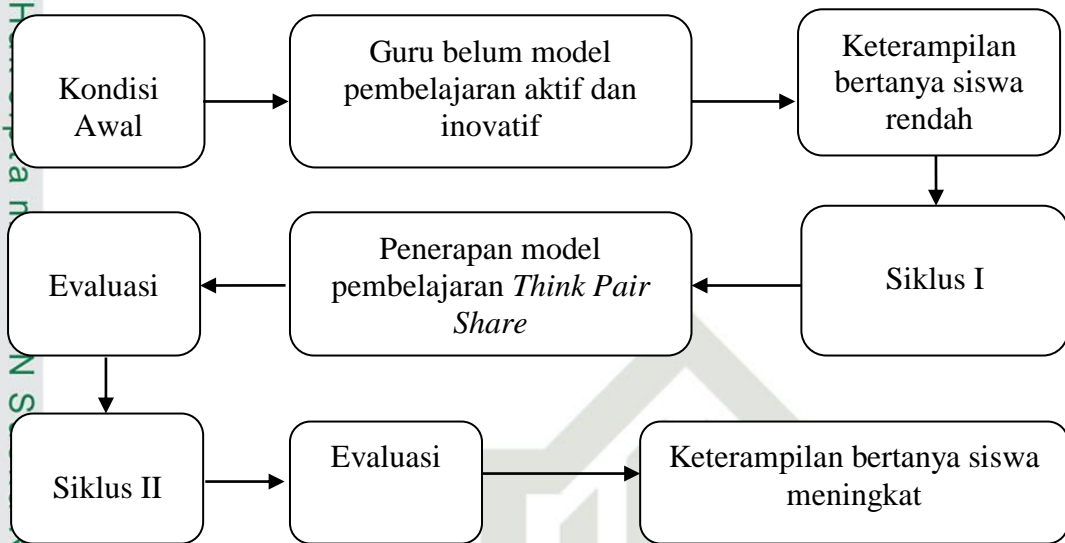 Kondisi
Awal
Guru belum model
pembelajaran aktif dan
inovatif
Keterampilan
bertanya siswa
rendah
Siklus I
Penerapan model
pembelajaran Think Pair
Share
Evaluasi
Siklus II
Evaluasi
Keterampilan bertanya siswa
meningkat